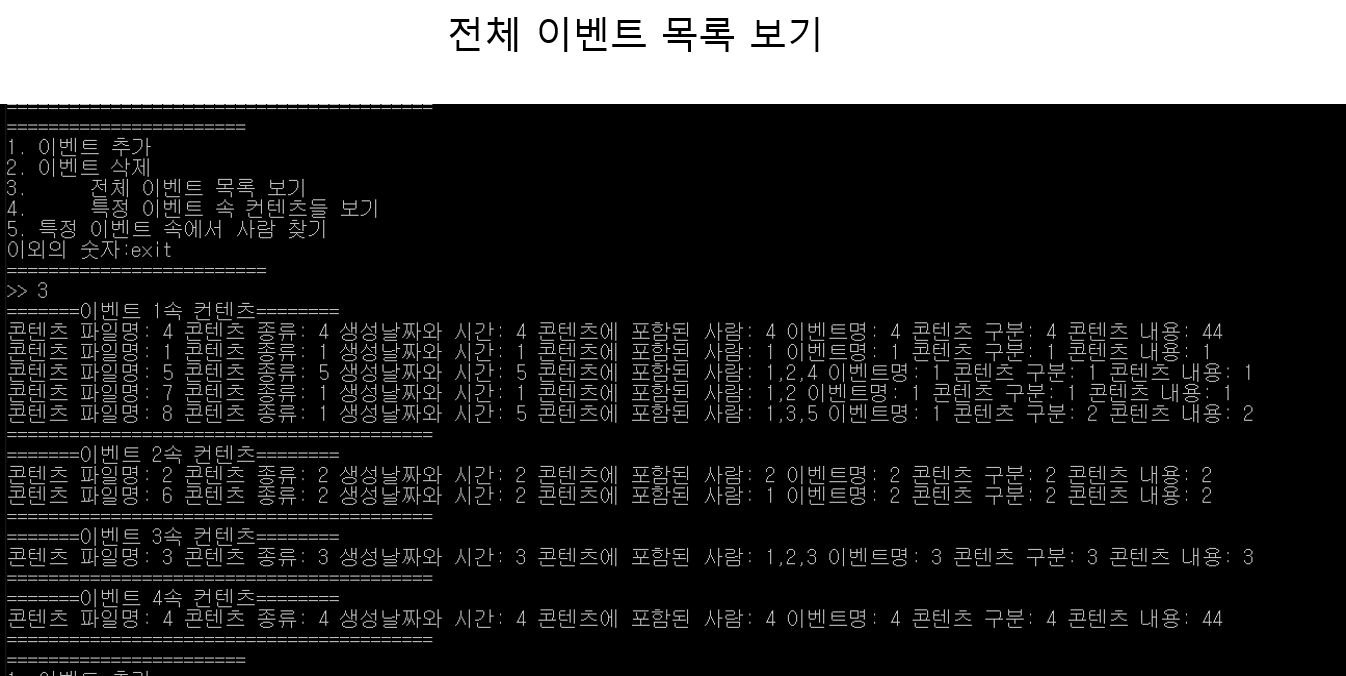 전체 이벤트 목록 보기
=========================================
=======================
1. 이벤트 추가
2. 이벤트 삭제
3.      전체 이벤트 목록 보기
4.      특정 이벤트 속 컨텐츠들 보기
5. 특정 이벤트 속에서 사람 찾기
이외의 숫자:exit
=========================
>> 3
=======이벤트 1속 컨텐츠========
콘텐츠 파일명: 4 콘텐츠 종류: 4 생성날짜와 시간: 4 콘텐츠에 포함된 사람: 4 이벤트명: 4 콘텐츠 구분: 4 콘텐츠 내용: 44
콘텐츠 파일명: 1 콘텐츠 종류: 1 생성날짜와 시간: 1 콘텐츠에 포함된 사람: 1 이벤트명: 1 콘텐츠 구분: 1 콘텐츠 내용: 1
콘텐츠 파일명: 5 콘텐츠 종류: 5 생성날짜와 시간: 5 콘텐츠에 포함된 사람: 1,2,4 이벤트명: 1 콘텐츠 구분: 1 콘텐츠 내용: 1
콘텐츠 파일명: 7 콘텐츠 종류: 1 생성날짜와 시간: 1 콘텐츠에 포함된 사람: 1,2 이벤트명: 1 콘텐츠 구분: 1 콘텐츠 내용: 1
콘텐츠 파일명: 8 콘텐츠 종류: 1 생성날짜와 시간: 5 콘텐츠에 포함된 사람: 1,3,5 이벤트명: 1 콘텐츠 구분: 2 콘텐츠 내용: 2
=========================================
=======이벤트 2속 컨텐츠========
콘텐츠 파일명: 2 콘텐츠 종류: 2 생성날짜와 시간: 2 콘텐츠에 포함된 사람: 2 이벤트명: 2 콘텐츠 구분: 2 콘텐츠 내용: 2
콘텐츠 파일명: 6 콘텐츠 종류: 2 생성날짜와 시간: 2 콘텐츠에 포함된 사람: 1 이벤트명: 2 콘텐츠 구분: 2 콘텐츠 내용: 2
=========================================
=======이벤트 3속 컨텐츠========
콘텐츠 파일명: 3 콘텐츠 종류: 3 생성날짜와 시간: 3 콘텐츠에 포함된 사람: 1,2,3 이벤트명: 3 콘텐츠 구분: 3 콘텐츠 내용: 3
=========================================
=======이벤트 4속 컨텐츠========
콘텐츠 파일명: 4 콘텐츠 종류: 4 생성날짜와 시간: 4 콘텐츠에 포함된 사람: 4 이벤트명: 4 콘텐츠 구분: 4 콘텐츠 내용: 44
=========================================
=======================
1. 이벤트 추가